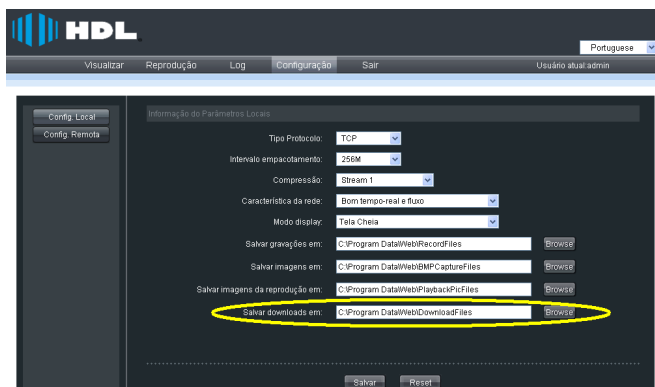 HDL
Portuguese
Visualizar Reprodução Log Configuração Sair Usuário atual:admin
Config. Local
Config. Remota
Informação do Parâmetros Locais
Tipo Protocolo: TCP
Intervalo empacotamento: 256M
Compressão: Stream 1
Característica da rede: Bom tempo-real e fluxo
Modo display: Tela Cheia
Salvar gravações em: C:\Program Data\Web\RecordFiles Browse
Salvar imagens em: C:\Program Data\Web\BMPCaptureFiles Browse
Salvar imagens da reprodução em: C:\Program Data\Web\PlaybackPicFiles Browse
Salvar downloads em: C:\Program Data\Web\DownloadFiles Browse
Salvar Reset